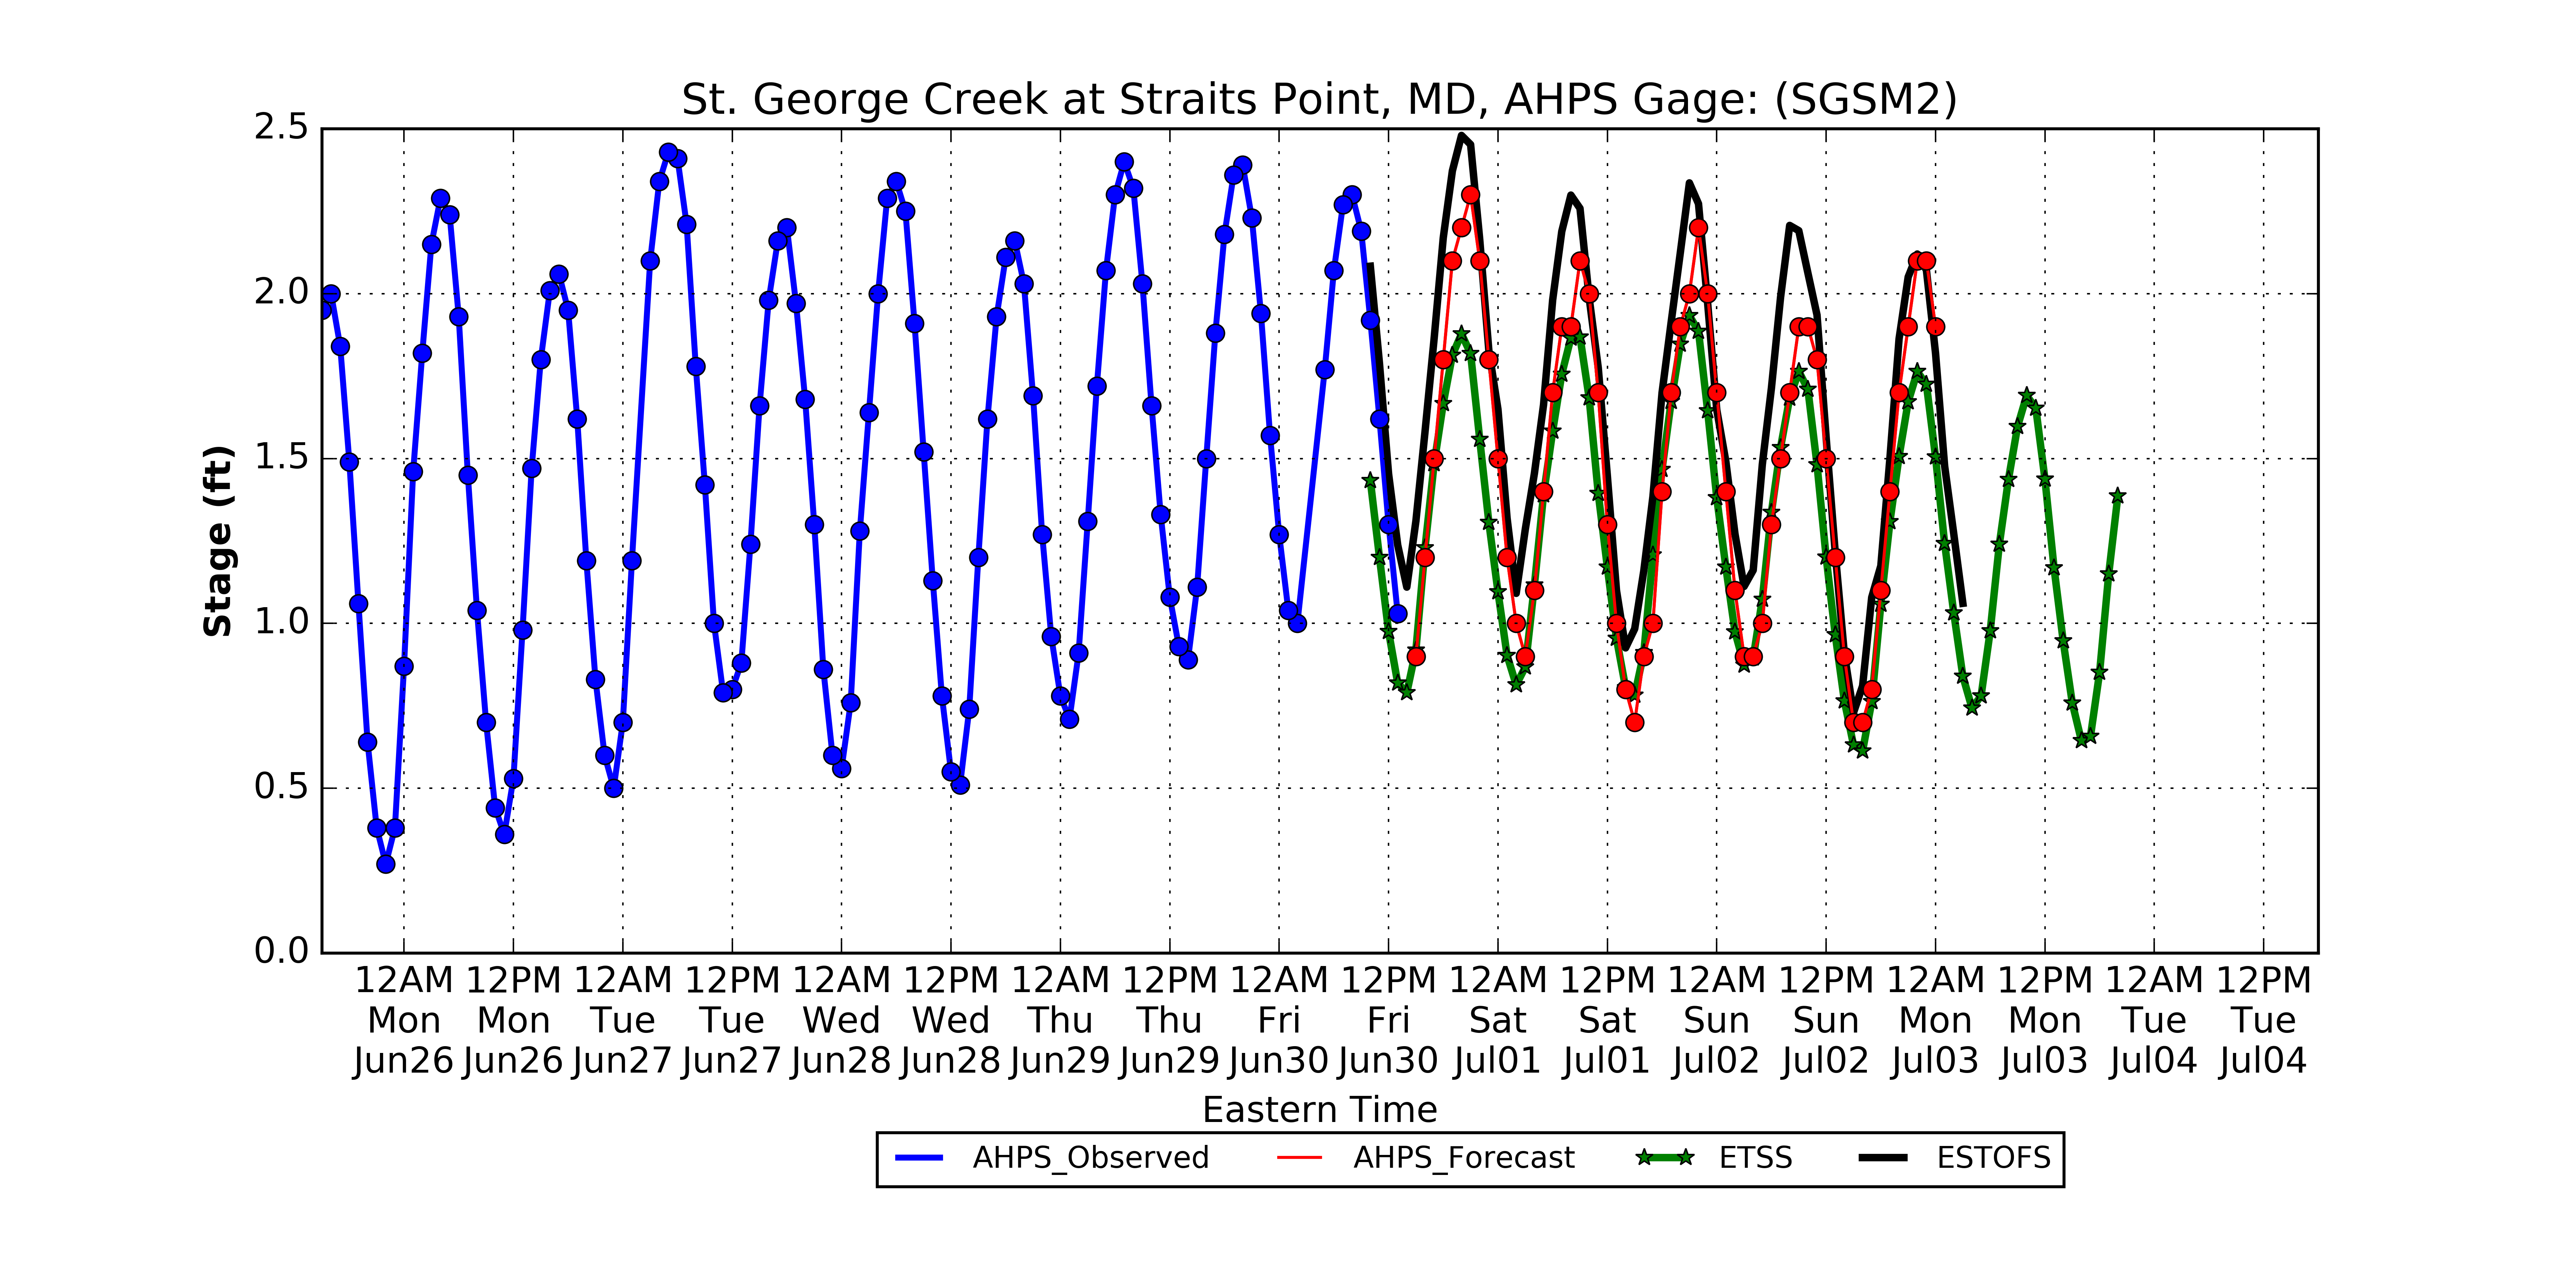 St. George Creek at Straits Point, MD, AHPS Gage: (SGSM2)
2.5
2.0
1.5
1.0
0.5
0.0
Stage (ft)
12AM 12PM 12AM 12PM 12AM 12PM 12AM 12PM 12AM 12PM 12AM 12PM 12AM 12PM 12AM 12PM 12AM 12PM
Mon Mon Tue Tue Wed Wed Thu Thu Fri Fri Sat Sat Sun Sun Mon Mon Tue Tue
Jun26 Jun26 Jun27 Jun27 Jun28 Jun28 Jun29 Jun29 Jun30 Jun30 Jul01 Jul01 Jul02 Jul02 Jul03 Jul03 Jul04 Jul04
Eastern Time
AHPS_Observed AHPS_Forecast ETSS ESTOFS